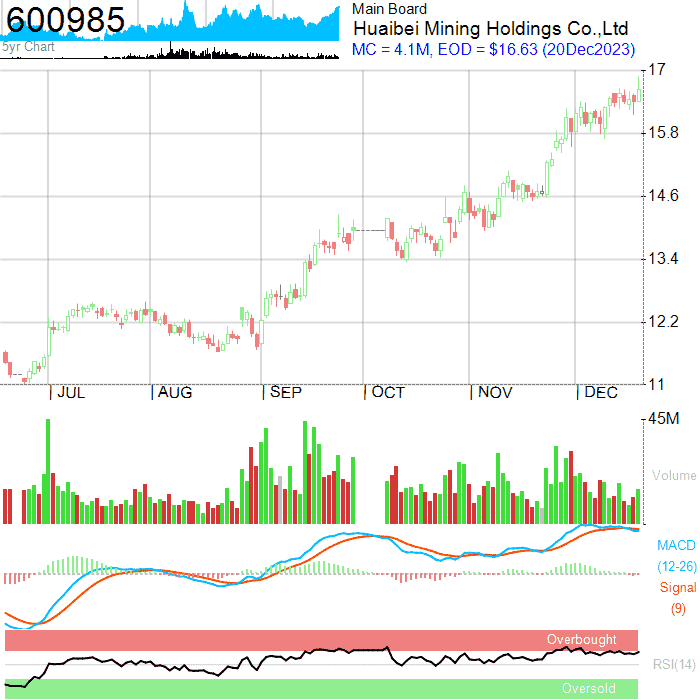 600985
5yr Chart
Main Board
Huaibei Mining Holdings Co.,Ltd
MC = 4.1M, EOD = $16.63 (20Dec2023)
17
15.8
14.6
13.4
12.2
11
JUL AUG SEP OCT NOV DEC
45M
Volume
MACD
(12-26)
Signal
(9)
Overbought
RSI(14)
Oversold